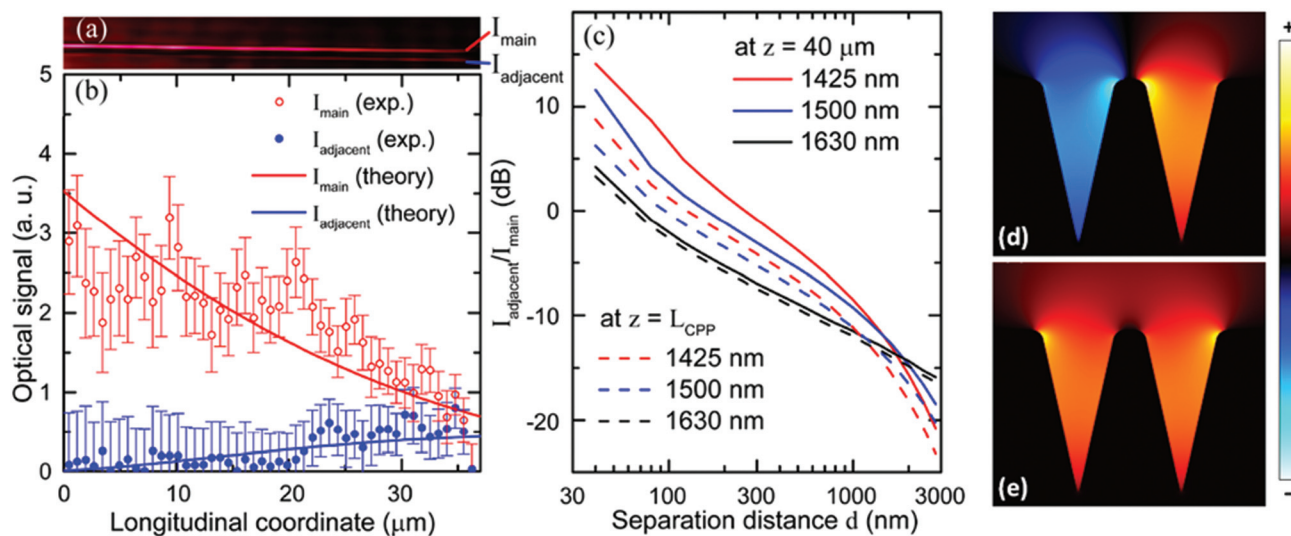 (a)
I_main
I_adjacent
(b)
5
4
3
2
1
0
Optical signal (a. u.)
I_main (exp.)
I_adjacent (exp.)
I_main (theory)
I_adjacent (theory)
0 10 20 30
Longitudinal coordinate (μm)
(c)
10
0
-10
-20
I_adjacent/I_main (dB)
at z = 40 μm
1425 nm
1500 nm
1630 nm
at z = L_CPP
1425 nm
1500 nm
1630 nm
30 100 300 1000 3000
Separation distance d (nm)
(d)
(e)
+
−